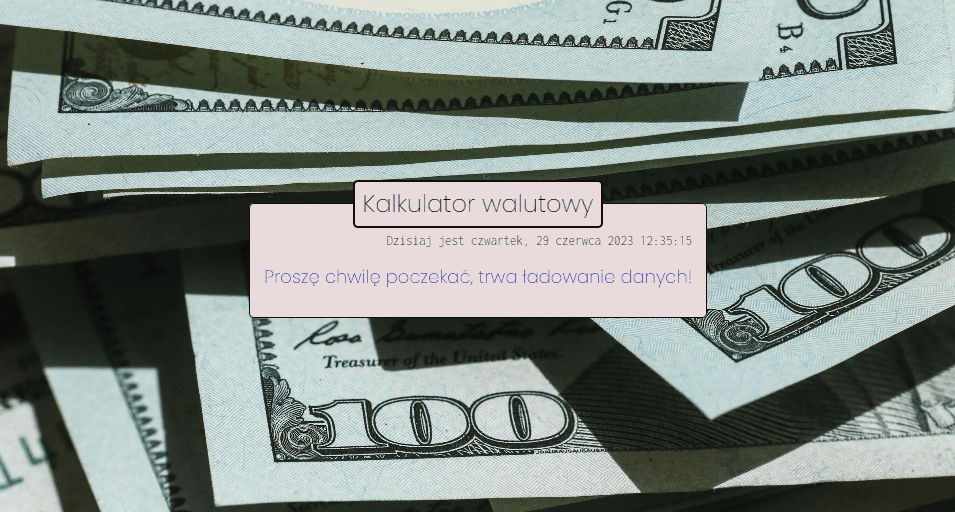 G1
B4
Kalkulator walutowy
Dzisiaj jest czwartek, 29 czerwca 2023 12:35:15
Proszę chwilę poczekać, trwa ładowanie danych!
100
Treasurer of the United States.
100